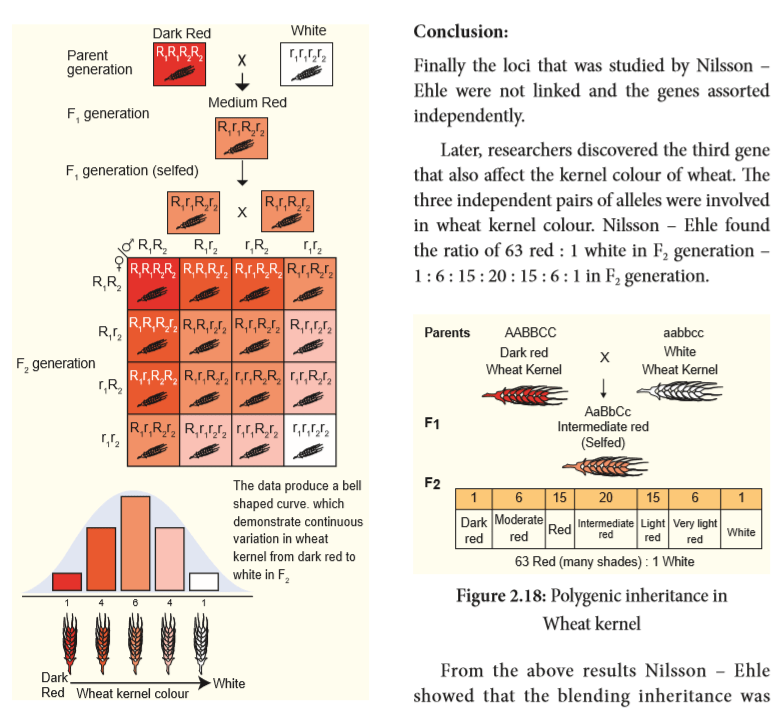 Dark Red
White
Parent
generation
R₁R₁R₂R₂
X
r₁r₁r₂r₂
Medium Red
F₁ generation
R₁r₁R₂r₂
F₁ generation (selfed)
R₁r₁R₂r₂
X
R₁r₁R₂r₂
♂
♀
R₁R₂ R₁r₂ r₁R₂ r₁r₂
R₁R₂ R₁R₁R₂R₂ R₁R₁R₂r₂ R₁r₁R₂R₂ R₁r₁R₂r₂
R₁r₂ R₁R₁R₂r₂ R₁R₁r₂r₂ R₁r₁R₂r₂ R₁r₁r₂r₂
F₂ generation
r₁R₂ R₁r₁R₂R₂ R₁r₁R₂r₂ r₁r₁R₂R₂ r₁r₁R₂r₂
r₁r₂ R₁r₁R₂r₂ R₁r₁r₂r₂ r₁r₁R₂r₂ r₁r₁r₂r₂
The data produce a bell
shaped curve. which
demonstrate continuous
variation in wheat
kernel from dark red to
white in F₂
1 4 6 4 1
Dark
Red
Wheat kernel colour
White
Conclusion:
Finally the loci that was studied by Nilsson –
Ehle were not linked and the genes assorted
independently.
Later, researchers discovered the third gene
that also affect the kernel colour of wheat. The
three independent pairs of alleles were involved
in wheat kernel colour. Nilsson – Ehle found
the ratio of 63 red : 1 white in F₂ generation –
1 : 6 : 15 : 20 : 15 : 6 : 1 in F₂ generation.
Parents AABBCC aabbcc
Dark red
Wheat Kernel
X
White
Wheat Kernel
F1
AaBbCc
Intermediate red
(Selfed)
F2
1 6 15 20 15 6 1
Dark
red
Moderate
red
Red
Intermediate
red
Light
red
Very light
red
White
63 Red (many shades) : 1 White
Figure 2.18: Polygenic inheritance in
Wheat kernel
From the above results Nilsson – Ehle
showed that the blending inheritance was